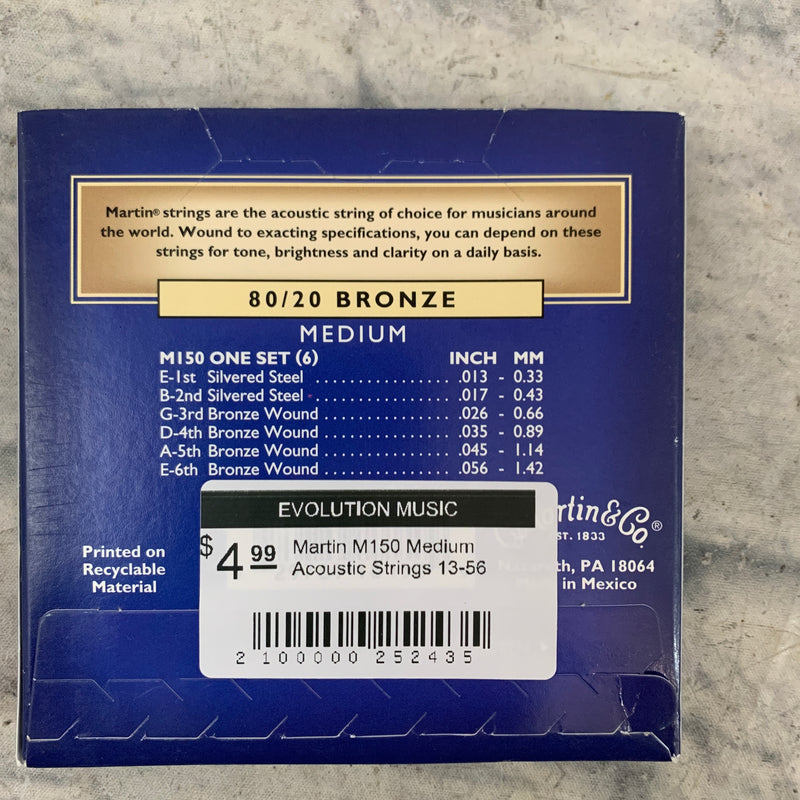 Martin® strings are the acoustic string of choice for musicians around
the world. Wound to exacting specifications, you can depend on these
strings for tone, brightness and clarity on a daily basis.
80/20 BRONZE
MEDIUM
M150 ONE SET (6) INCH MM
E-1st Silvered Steel ................ .013 - 0.33
B-2nd Silvered Steel ................ .017 - 0.43
G-3rd Bronze Wound .............. .026 - 0.66
D-4th Bronze Wound .............. .035 - 0.89
A-5th Bronze Wound .............. .045 - 1.14
E-6th Bronze Wound .............. .056 - 1.42
EVOLUTION MUSIC
$4.99 Martin M150 Medium
Acoustic Strings 13-56
2 100000 252435
Printed on
Recyclable
Material
&Co.®
EST. 1833
PA 18064
in Mexico